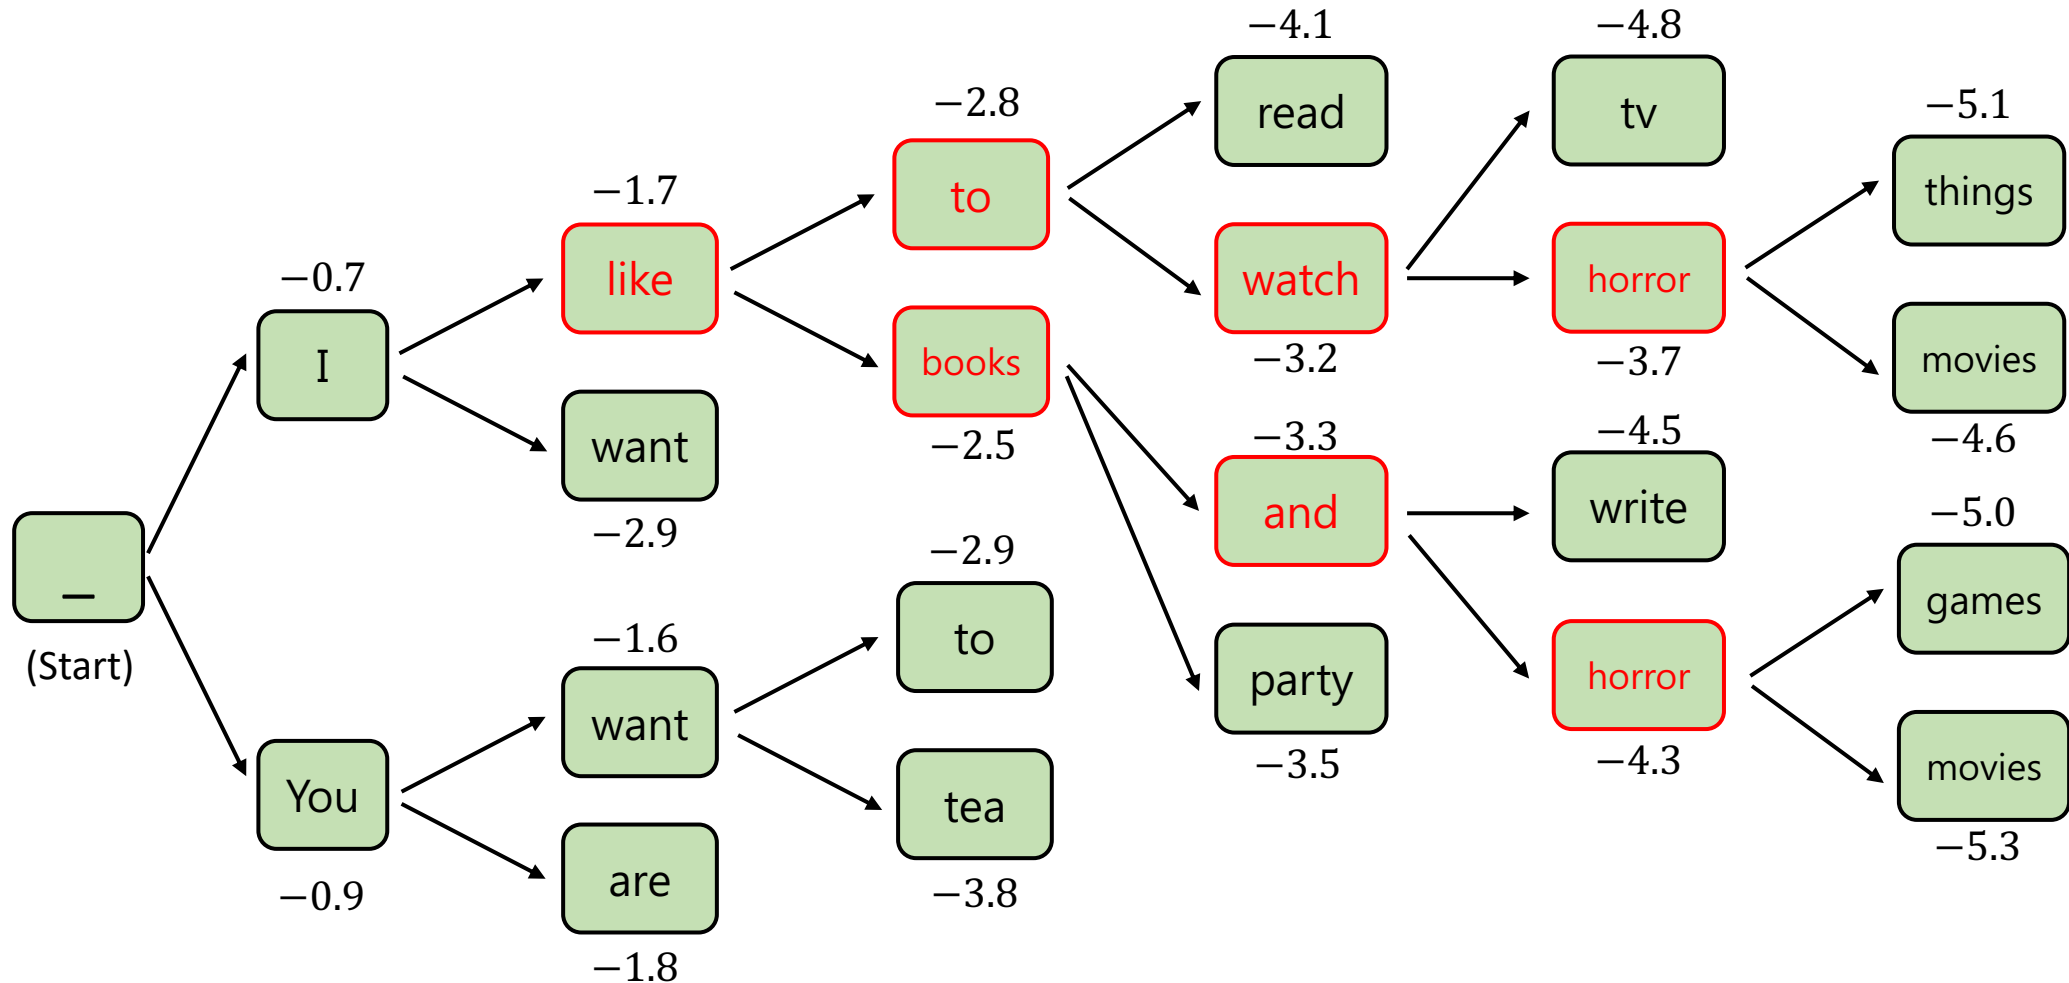 _
(Start)
−0.7
I
You
−0.9
−1.7
like
want
−2.9
−1.6
want
are
−1.8
−2.8
to
books
−2.5
−2.9
to
tea
−3.8
−4.1
read
watch
−3.2
−3.3
and
party
−3.5
−4.8
tv
horror
−3.7
−4.5
write
horror
−4.3
−5.1
things
movies
−4.6
−5.0
games
movies
−5.3